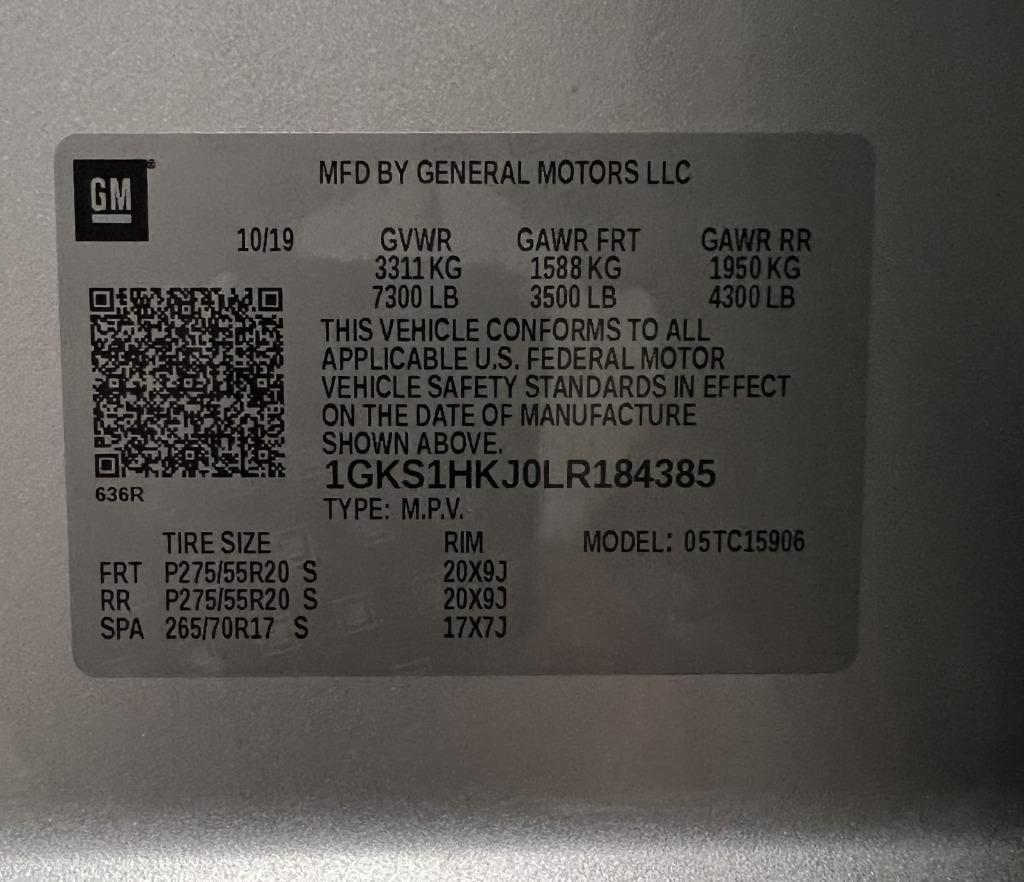 GM
MFD BY GENERAL MOTORS LLC
10/19 GVWR GAWR FRT GAWR RR
3311 KG 1588 KG 1950 KG
7300 LB 3500 LB 4300 LB
THIS VEHICLE CONFORMS TO ALL
APPLICABLE U.S. FEDERAL MOTOR
VEHICLE SAFETY STANDARDS IN EFFECT
ON THE DATE OF MANUFACTURE
SHOWN ABOVE.
1GKS1HKJ0LR184385
636R
TYPE: M.P.V.
TIRE SIZE RIM MODEL: 05TC15906
FRT P275/55R20 S 20X9J
RR P275/55R20 S 20X9J
SPA 265/70R17 S 17X7J